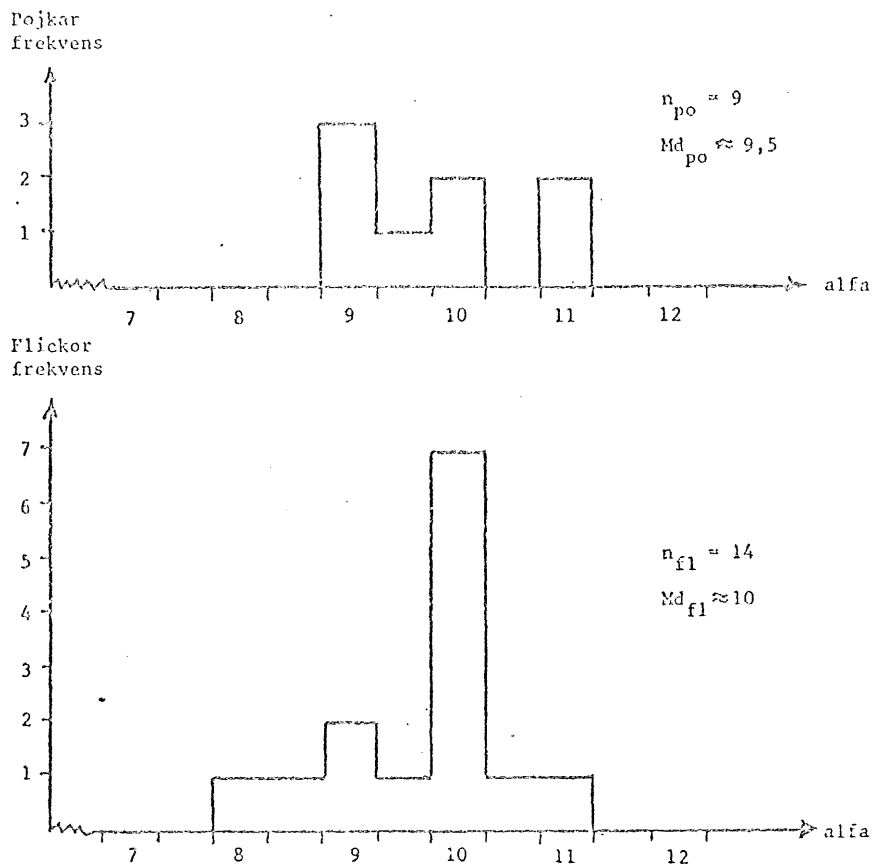 Pojkar
frekvens
n_po = 9
Md_po ≈ 9,5
3
2
1
alfa
7 8 9 10 11 12
Flickor
frekvens
7
6
5
n_fl = 14
4
Md_fl ≈ 10
3
2
1
alfa
7 8 9 10 11 12